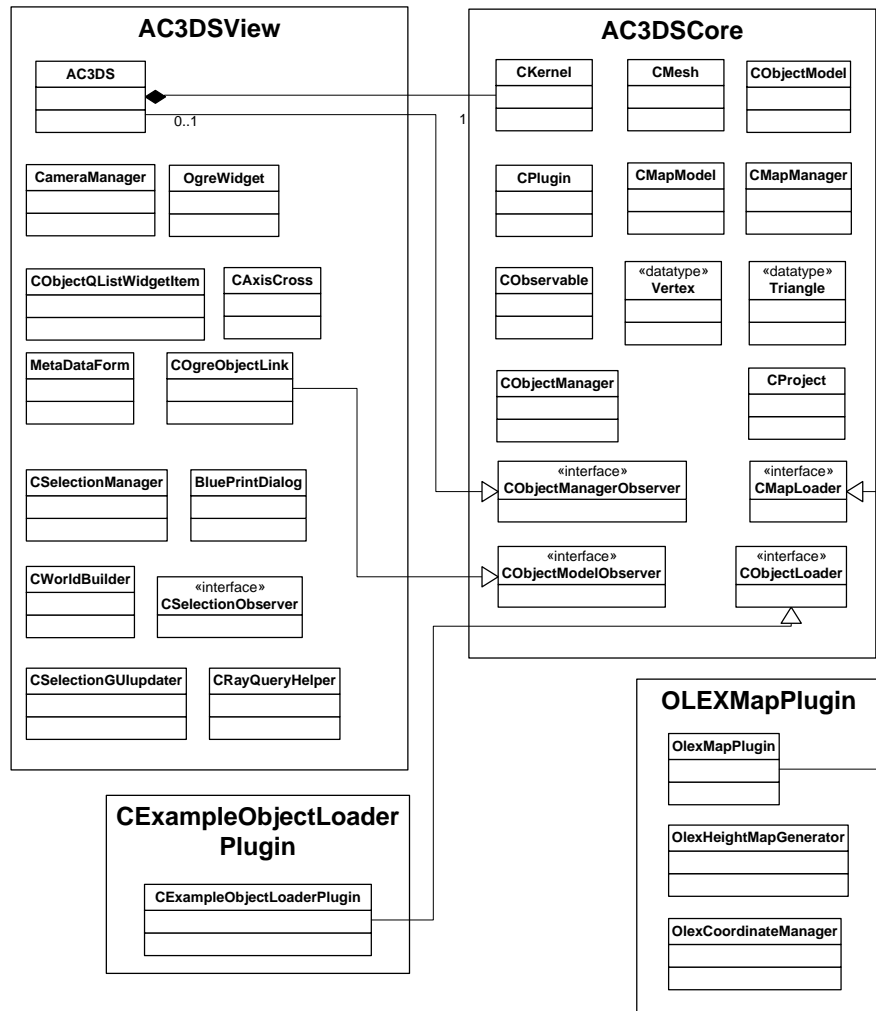 AC3DSView
AC3DS
0..1
CameraManager
OgreWidget
CObjectQListWidgetItem
CAxisCross
MetaDataForm
COgreObjectLink
CSelectionManager
BluePrintDialog
CWorldBuilder
«interface»
CSelectionObserver
CSelectionGUIupdater
CRayQueryHelper
AC3DSCore
CKernel
CMesh
CObjectModel
1
CPlugin
CMapModel
CMapManager
CObservable
«datatype»
Vertex
«datatype»
Triangle
CObjectManager
CProject
«interface»
CObjectManagerObserver
«interface»
CMapLoader
«interface»
CObjectModelObserver
«interface»
CObjectLoader
CExampleObjectLoader
Plugin
CExampleObjectLoaderPlugin
OLEXMapPlugin
OlexMapPlugin
OlexHeightMapGenerator
OlexCoordinateManager